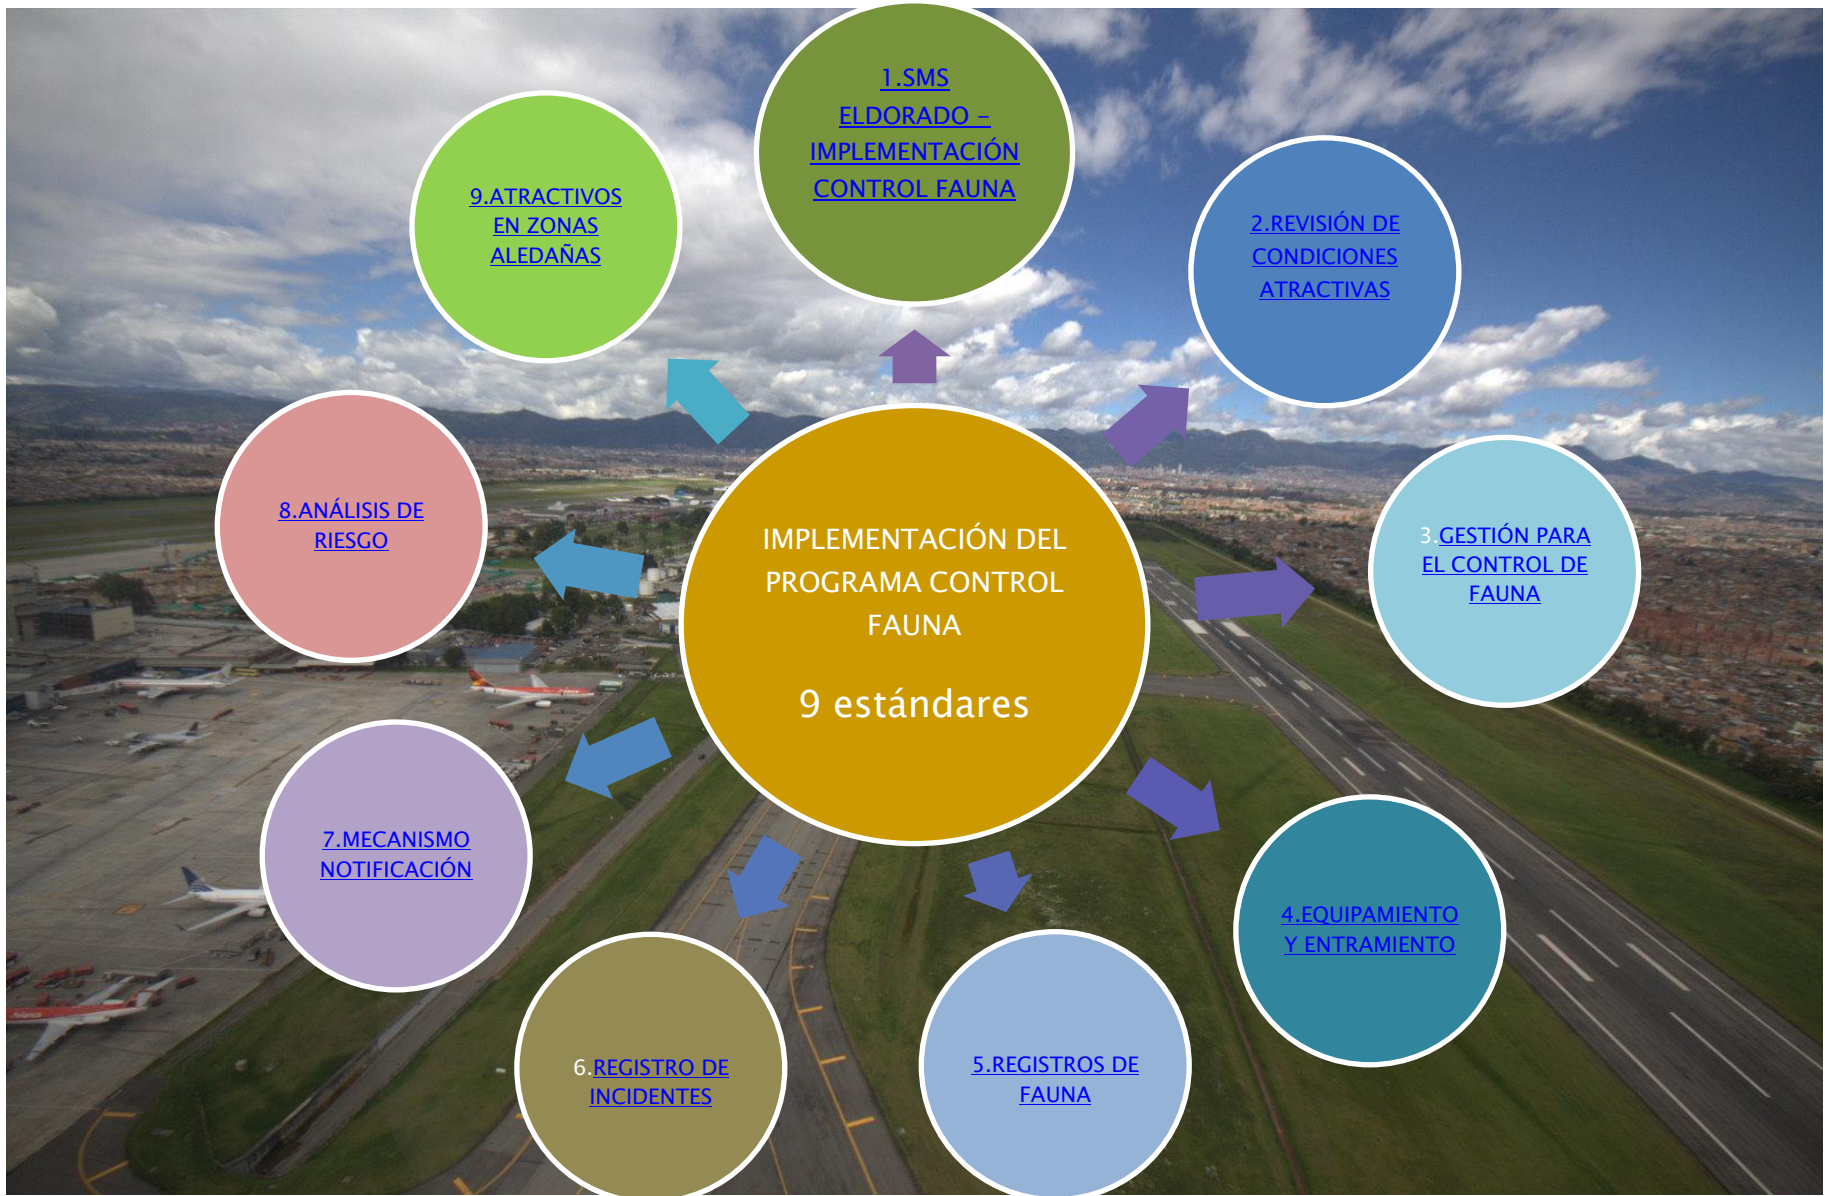 1.SMS
ELDORADO –
IMPLEMENTACIÓN
CONTROL FAUNA
2.REVISIÓN DE
CONDICIONES
ATRACTIVAS
3.GESTIÓN PARA
EL CONTROL DE
FAUNA
4.EQUIPAMIENTO
Y ENTRAMIENTO
5.REGISTROS DE
FAUNA
6.REGISTRO DE
INCIDENTES
7.MECANISMO
NOTIFICACIÓN
8.ANÁLISIS DE
RIESGO
9.ATRACTIVOS
EN ZONAS
ALEDAÑAS
IMPLEMENTACIÓN DEL
PROGRAMA CONTROL
FAUNA
9 estándares